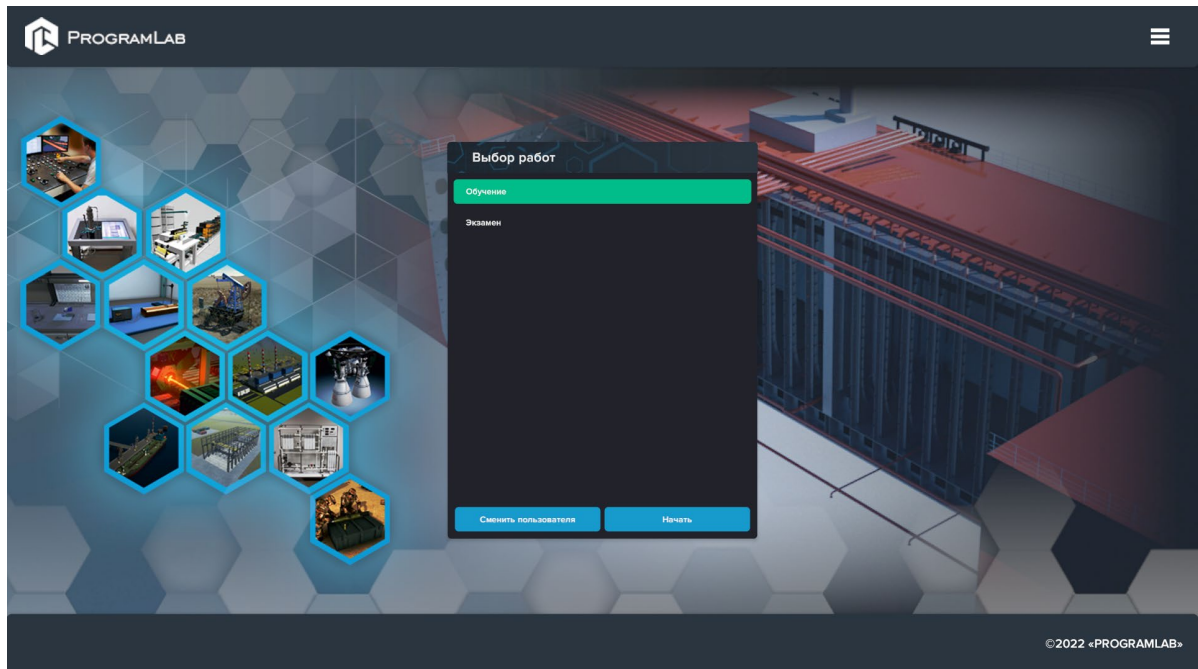 PROGRAMLAB
Выбор работ
Обучение
Экзамен
Сменить пользователя
Начать
©2022 «PROGRAMLAB»